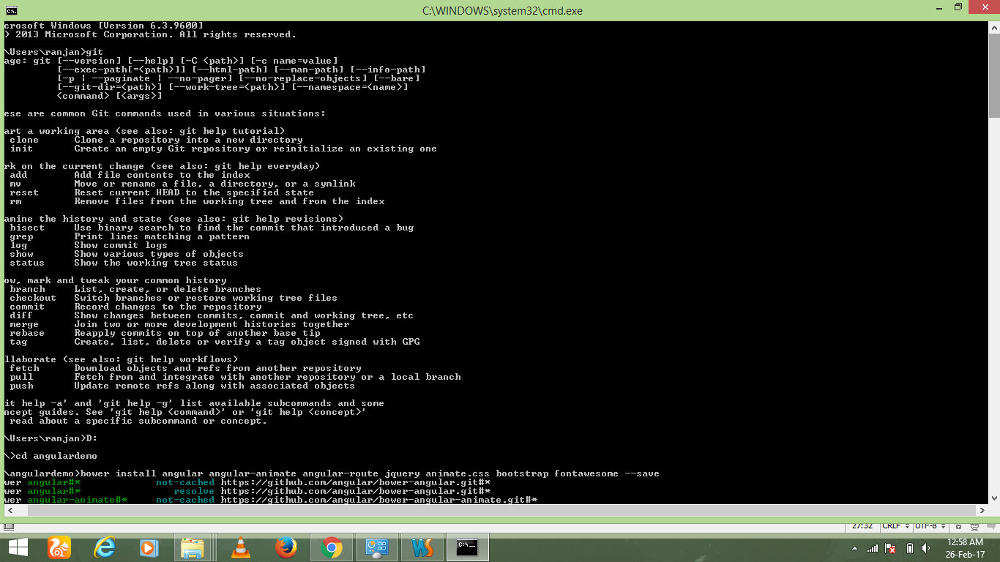 C:\WINDOWS\system32\cmd.exe
crosoft Windows [Version 6.3.9600]
) 2013 Microsoft Corporation. All rights reserved.
\Users\ranjan>git
age: git [--version] [--help] [-C <path>] [-c name=value]
[--exec-path[=<path>]] [--html-path] [--man-path] [--info-path]
[-p | --paginate | --no-pager] [--no-replace-objects] [--bare]
[--git-dir=<path>] [--work-tree=<path>] [--namespace=<name>]
<command> [<args>]
ese are common Git commands used in various situations:
art a working area (see also: git help tutorial)
clone      Clone a repository into a new directory
init       Create an empty Git repository or reinitialize an existing one
rk on the current change (see also: git help everyday)
add        Add file contents to the index
mv         Move or rename a file, a directory, or a symlink
reset      Reset current HEAD to the specified state
rm         Remove files from the working tree and from the index
amine the history and state (see also: git help revisions)
bisect     Use binary search to find the commit that introduced a bug
grep       Print lines matching a pattern
log        Show commit logs
show       Show various types of objects
status     Show the working tree status
ow, mark and tweak your common history
branch     List, create, or delete branches
checkout   Switch branches or restore working tree files
commit     Record changes to the repository
diff       Show changes between commits, commit and working tree, etc
merge      Join two or more development histories together
rebase     Reapply commits on top of another base tip
tag        Create, list, delete or verify a tag object signed with GPG
llaborate (see also: git help workflows)
fetch      Download objects and refs from another repository
pull       Fetch from and integrate with another repository or a local branch
push       Update remote refs along with associated objects
it help -a' and 'git help -g' list available subcommands and some
ncept guides. See 'git help <command>' or 'git help <concept>'
read about a specific subcommand or concept.
\Users\ranjan>D:
\>cd angulardemo
\angulardemo>bower install angular angular-animate angular-route jquery animate.css bootstrap fontawesome --save
wer angular#*             not-cached https://github.com/angular/bower-angular.git#*
wer angular#*                resolve https://github.com/angular/bower-angular.git#*
wer angular-animate#*     not-cached https://github.com/angular/bower-angular-animate.git#*
27:32 CRLF UTF-8
12:58 AM
26-Feb-17